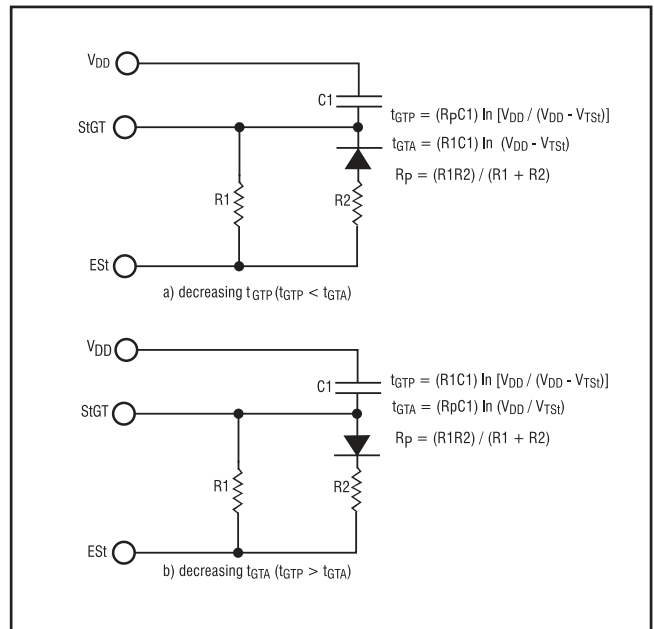 VDD
C1
tGTP = (RPC1) ln [VDD / (VDD - VTSt)]
StGT
tGTA = (R1C1) ln (VDD - VTSt)
RP = (R1R2) / (R1 + R2)
R1
R2
ESt
a) decreasing tGTP (tGTP < tGTA)
VDD
C1
tGTP = (R1C1) ln [VDD / (VDD - VTSt)]
StGT
tGTA = (RpC1) ln (VDD / VTSt)
RP = (R1R2) / (R1 + R2)
R1
R2
ESt
b) decreasing tGTA (tGTP > tGTA)